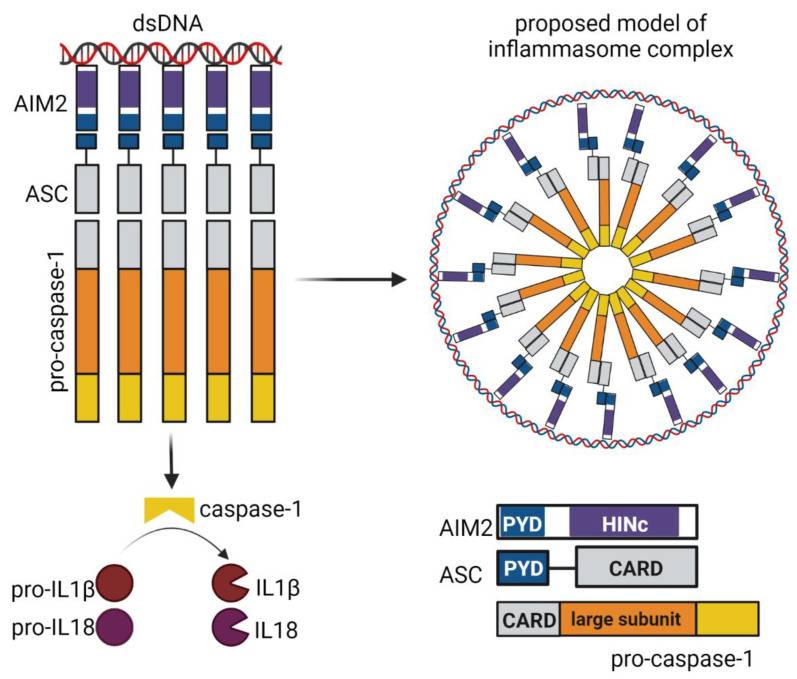 dsDNA
proposed model of
inflammasome complex
AIM2
ASC
pro-caspase-1
caspase-1
pro-IL1β
IL1β
pro-IL18
IL18
AIM2
PYD
HINc
ASC
PYD
CARD
CARD
large subunit
pro-caspase-1